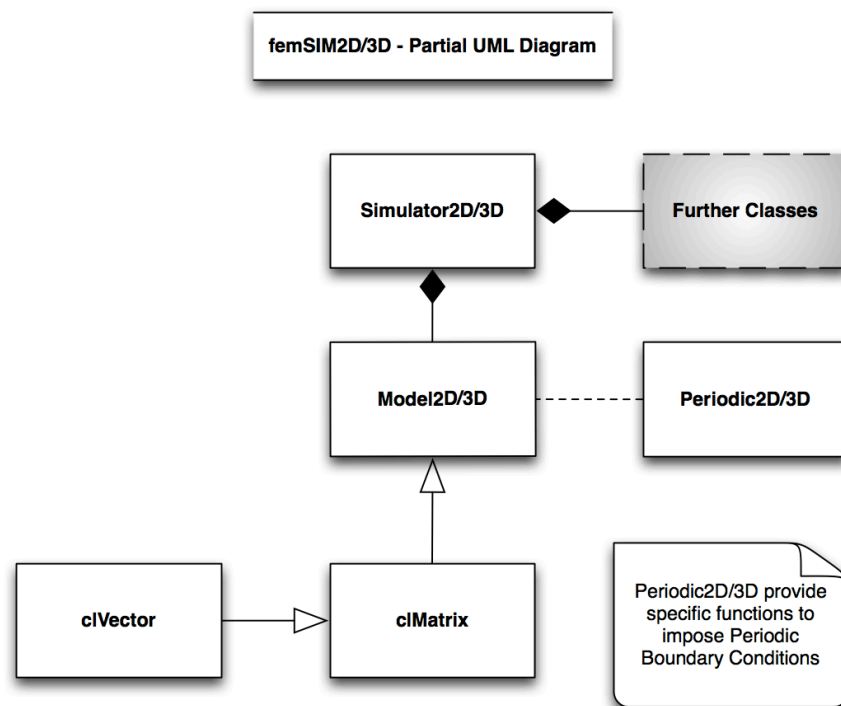 femSIM2D/3D - Partial UML Diagram
Simulator2D/3D
Further Classes
Model2D/3D
Periodic2D/3D
clVector
clMatrix
Periodic2D/3D provide
specific functions to
impose Periodic
Boundary Conditions